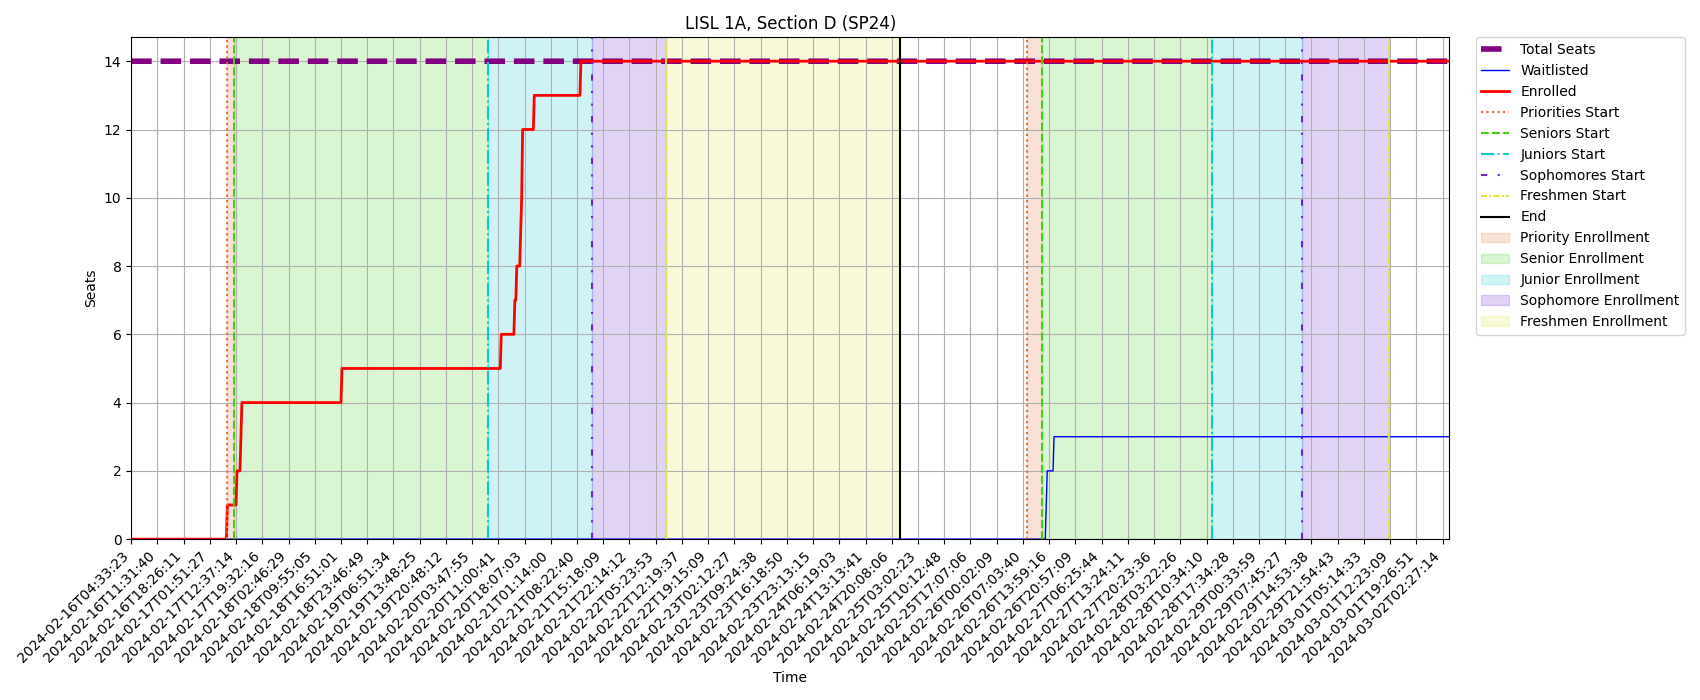 LISL 1A, Section D (SP24)
Seats
14
12
10
8
6
4
2
0
2024-02-16T04:33:23
2024-02-16T11:31:40
2024-02-16T18:26:11
2024-02-17T01:51:27
2024-02-17T12:37:14
2024-02-17T19:32:16
2024-02-18T02:46:29
2024-02-18T09:55:05
2024-02-18T16:51:01
2024-02-18T23:46:49
2024-02-19T06:51:34
2024-02-19T13:48:25
2024-02-19T20:48:12
2024-02-20T03:47:55
2024-02-20T11:00:41
2024-02-20T18:07:03
2024-02-21T01:14:00
2024-02-21T08:22:40
2024-02-21T15:18:09
2024-02-21T22:14:12
2024-02-22T05:23:53
2024-02-22T12:19:37
2024-02-22T19:15:09
2024-02-23T02:12:27
2024-02-23T09:24:38
2024-02-23T16:18:50
2024-02-23T23:13:15
2024-02-24T06:19:03
2024-02-24T13:13:41
2024-02-24T20:08:06
2024-02-25T03:02:23
2024-02-25T10:12:48
2024-02-25T17:07:06
2024-02-26T00:02:09
2024-02-26T07:03:40
2024-02-26T13:59:16
2024-02-26T20:57:09
2024-02-27T06:25:44
2024-02-27T13:24:11
2024-02-27T20:23:36
2024-02-28T03:22:26
2024-02-28T10:34:10
2024-02-28T17:34:28
2024-02-29T00:33:59
2024-02-29T07:45:27
2024-02-29T14:53:38
2024-02-29T21:54:43
2024-03-01T05:14:33
2024-03-01T12:23:09
2024-03-01T19:26:51
2024-03-02T02:27:14
Time
Total Seats
Waitlisted
Enrolled
Priorities Start
Seniors Start
Juniors Start
Sophomores Start
Freshmen Start
End
Priority Enrollment
Senior Enrollment
Junior Enrollment
Sophomore Enrollment
Freshmen Enrollment